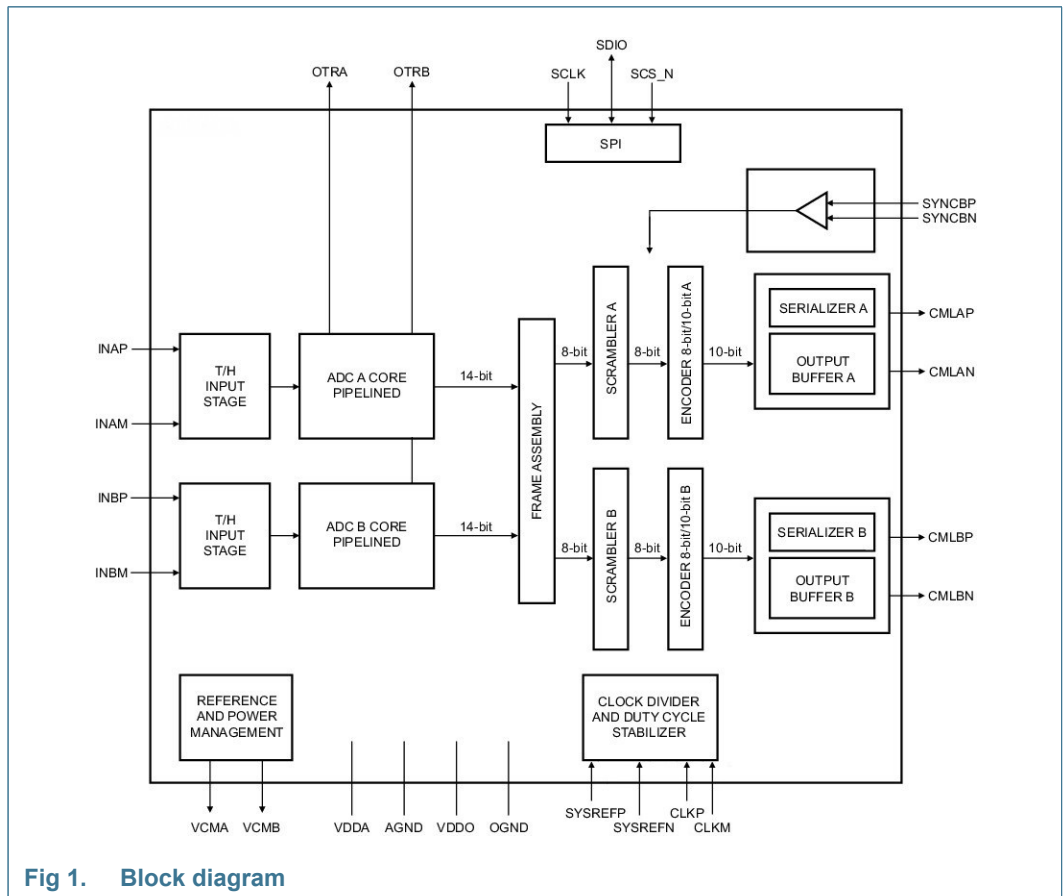 SDIO
OTRA
OTRB
SCLK
SCS_N
SPI
SYNCBP
SYNCBN
SCRAMBLER A
ENCODER 8-bit/10-bit A
SERIALIZER A
CMLAP
INAP
T/H
INPUT
STAGE
ADC A CORE
PIPELINED
14-bit
8-bit
8-bit
10-bit
OUTPUT
BUFFER A
CMLAN
INAM
FRAME ASSEMBLY
INBP
T/H
INPUT
STAGE
ADC B CORE
PIPELINED
14-bit
8-bit
SCRAMBLER B
8-bit
ENCODER 8-bit/10-bit B
10-bit
SERIALIZER B
CMLBP
INBM
OUTPUT
BUFFER B
CMLBN
REFERENCE
AND POWER
MANAGEMENT
CLOCK DIVIDER
AND DUTY CYCLE
STABILIZER
VCMA
VCMB
VDDA
AGND
VDDO
OGND
SYSREFP
SYSREFN
CLKP
CLKM
Fig 1. Block diagram